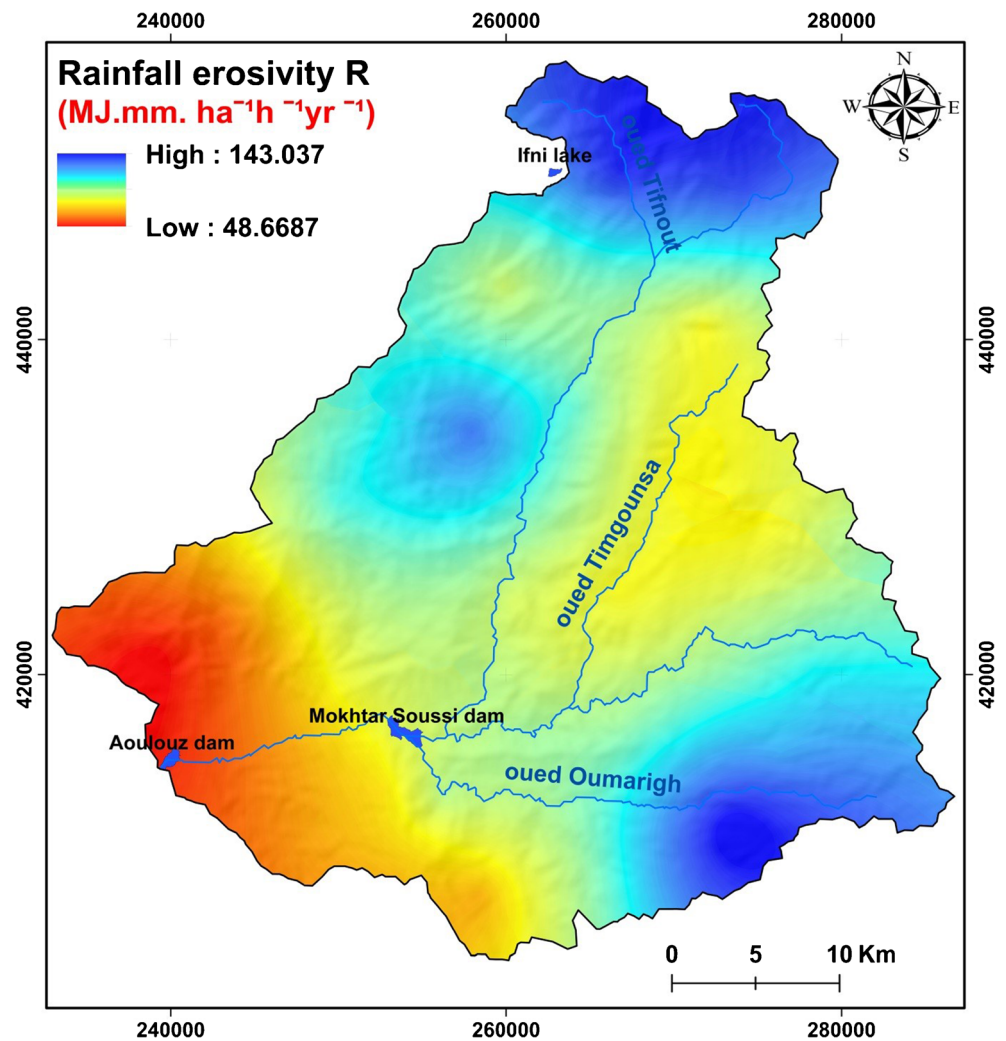 240000
260000
280000
Rainfall erosivity R
(MJ.mm. ha⁻¹h ⁻¹yr ⁻¹)
High : 143.037
Low : 48.6687
N
W
E
S
Ifni lake
oued Tifnout
440000
440000
oued Timgounsa
420000
420000
Mokhtar Soussi dam
Aoulouz dam
oued Oumarigh
0 5 10 Km
240000
260000
280000